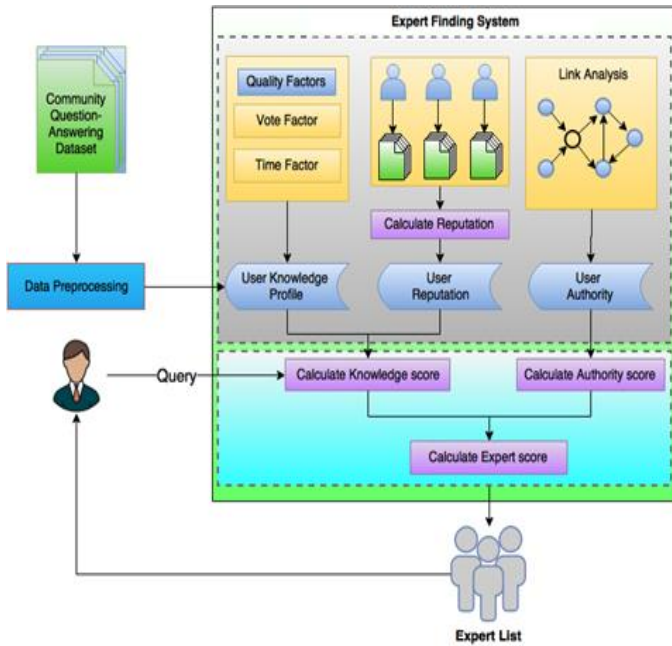 Expert Finding System
Community
Question-
Answering
Dataset
Quality Factors
Vote Factor
Time Factor
Link Analysis
Calculate Reputation
Data Preprocessing
User Knowledge
Profile
User
Reputation
User
Authority
Query
Calculate Knowledge score
Calculate Authority score
Calculate Expert score
Expert List